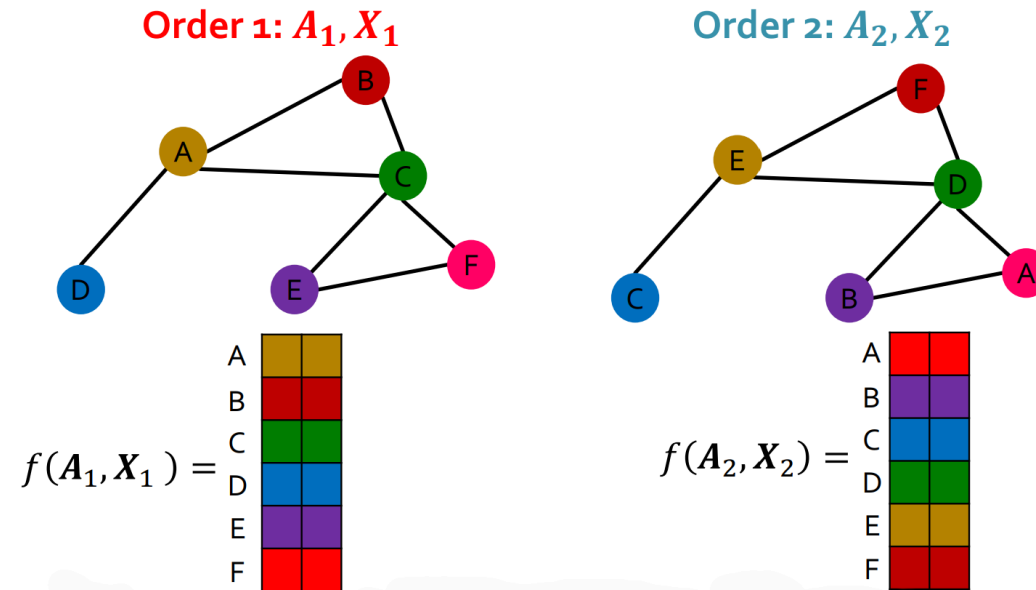 Order 1: A₁, X₁
B
A
C
F
D
E
A
B
C
D
E
F
f(A₁, X₁ ) =
Order 2: A₂, X₂
F
E
D
A
C
B
A
B
C
D
E
F
f(A₂, X₂) =